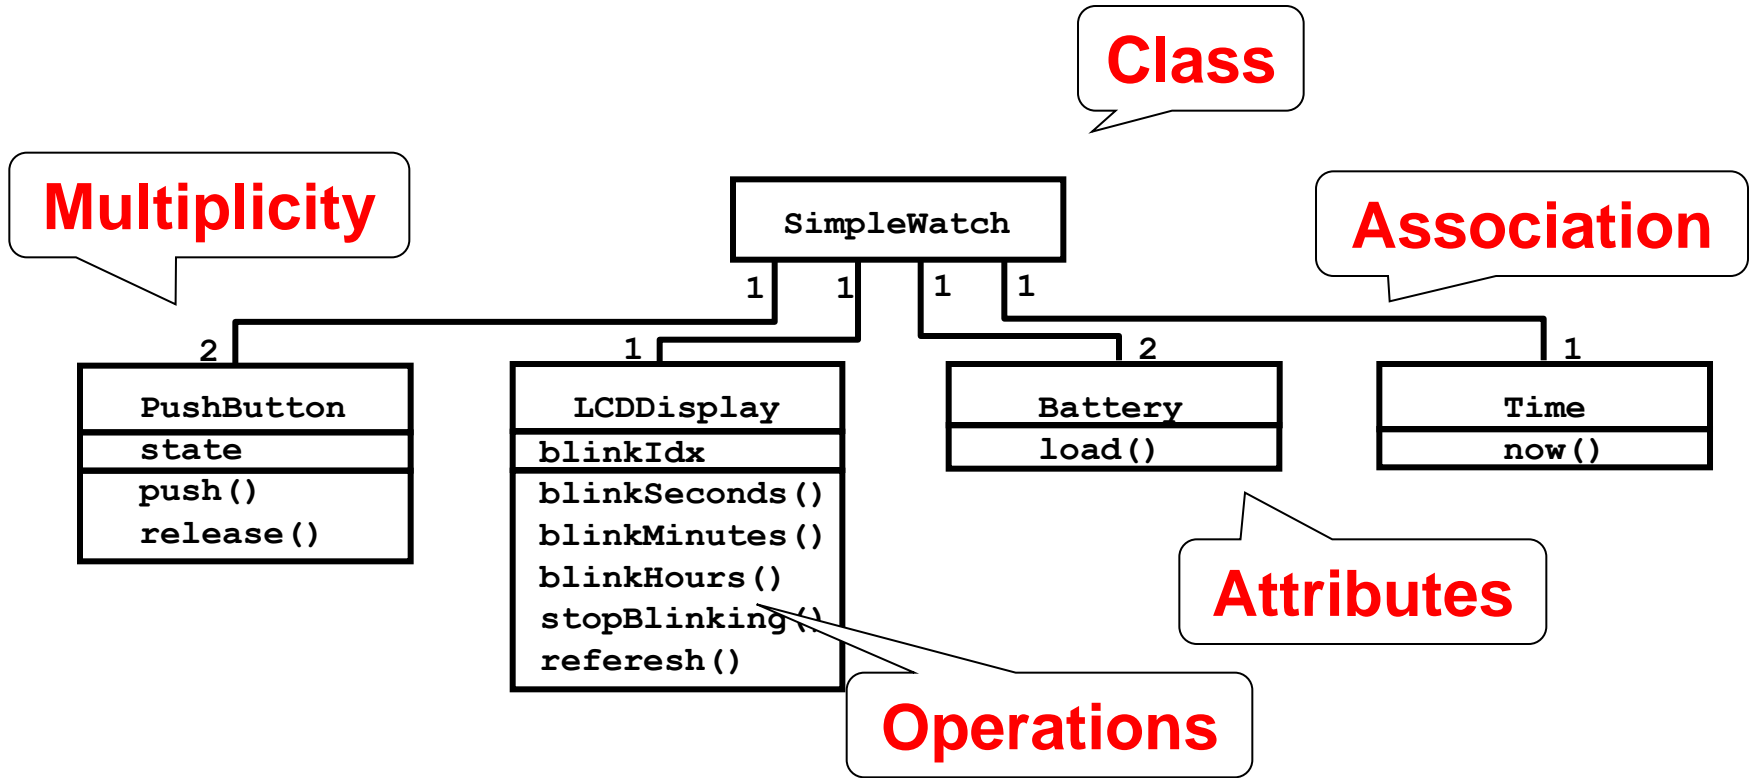 Class
Multiplicity
SimpleWatch
Association
1 1 1 1
2 1 2 1
PushButton
state
push()
release()
LCDDisplay
blinkIdx
blinkSeconds()
blinkMinutes()
blinkHours()
stopBlinking()
referesh()
Battery
load()
Time
now()
Attributes
Operations